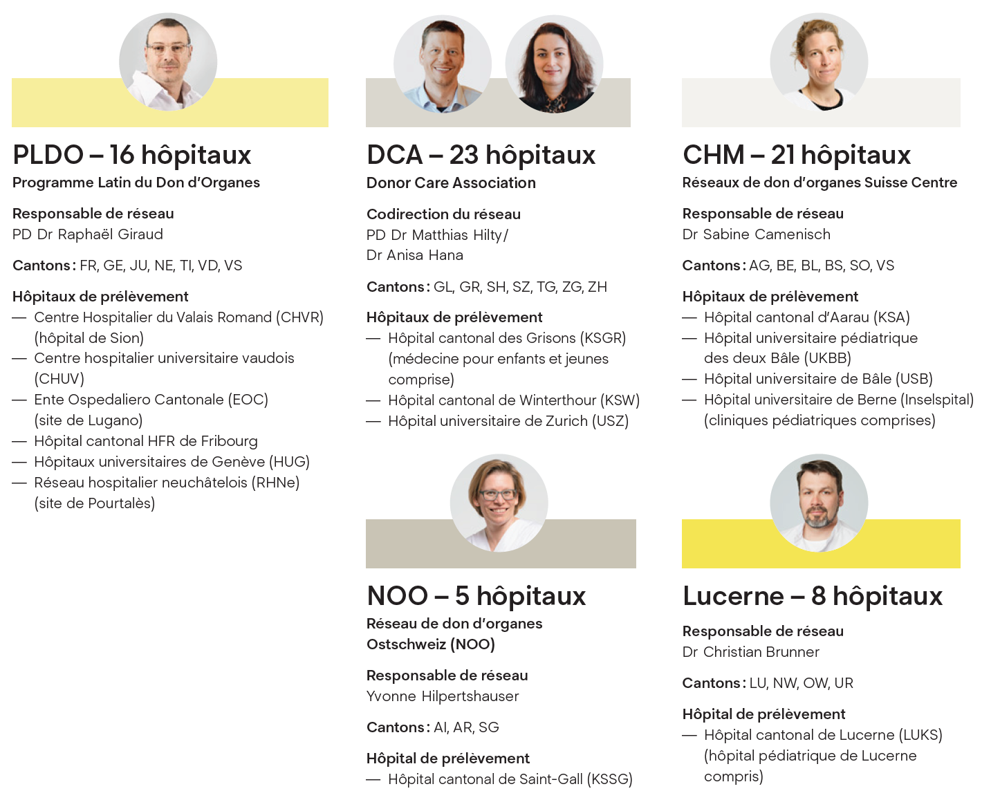 PLDO – 16 hôpitaux
Programme Latin du Don d’Organes
Responsable de réseau
PD Dr Raphaël Giraud
Cantons : FR, GE, JU, NE, TI, VD, VS
Hôpitaux de prélèvement
— Centre Hospitalier du Valais Romand (CHVR)
(hôpital de Sion)
— Centre hospitalier universitaire vaudois
(CHUV)
— Ente Ospedaliero Cantonale (EOC)
(site de Lugano)
— Hôpital cantonal HFR de Fribourg
— Hôpitaux universitaires de Genève (HUG)
— Réseau hospitalier neuchâtelois (RHNe)
(site de Pourtalès)
DCA – 23 hôpitaux
Donor Care Association
Codirection du réseau
PD Dr Matthias Hilty/
Dr Anisa Hana
Cantons : GL, GR, SH, SZ, TG, ZG, ZH
Hôpitaux de prélèvement
— Hôpital cantonal des Grisons (KSGR)
(médecine pour enfants et jeunes
comprise)
— Hôpital cantonal de Winterthour (KSW)
— Hôpital universitaire de Zurich (USZ)
CHM – 21 hôpitaux
Réseaux de don d’organes Suisse Centre
Responsable de réseau
Dr Sabine Camenisch
Cantons : AG, BE, BL, BS, SO, VS
Hôpitaux de prélèvement
— Hôpital cantonal d’Aarau (KSA)
— Hôpital universitaire pédiatrique
des deux Bâle (UKBB)
— Hôpital universitaire de Bâle (USB)
— Hôpital universitaire de Berne (Inselspital)
(cliniques pédiatriques comprises)
NOO – 5 hôpitaux
Réseau de don d’organes
Ostschweiz (NOO)
Responsable de réseau
Yvonne Hilpertshauser
Cantons : AI, AR, SG
Hôpital de prélèvement
— Hôpital cantonal de Saint-Gall (KSSG)
Lucerne – 8 hôpitaux
Responsable de réseau
Dr Christian Brunner
Cantons : LU, NW, OW, UR
Hôpital de prélèvement
— Hôpital cantonal de Lucerne (LUKS)
(hôpital pédiatrique de Lucerne
compris)